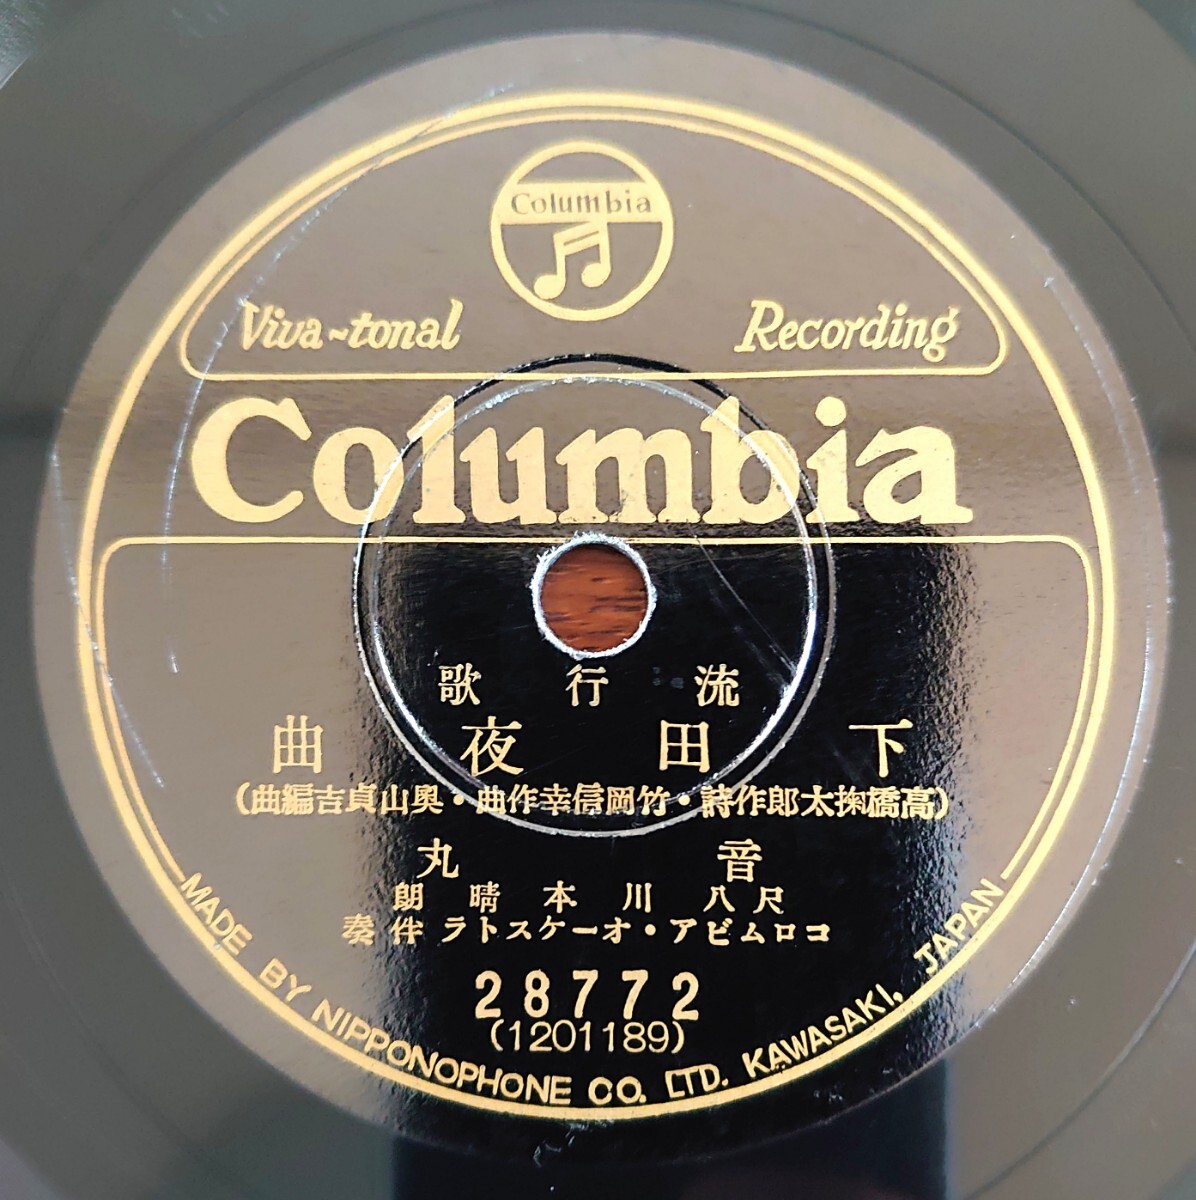 Columbia
Viva-tonal Recording
Columbia
流行歌
下田夜曲
(高橋掬太郎作詩・竹岡信幸作曲・奥山貞吉編曲)
音丸
尺八 川本晴朗
コロムビア・オーケストラ伴奏
28772
(1201189)
MADE BY NIPPONOPHONE CO. LTD. KAWASAKI, JAPAN